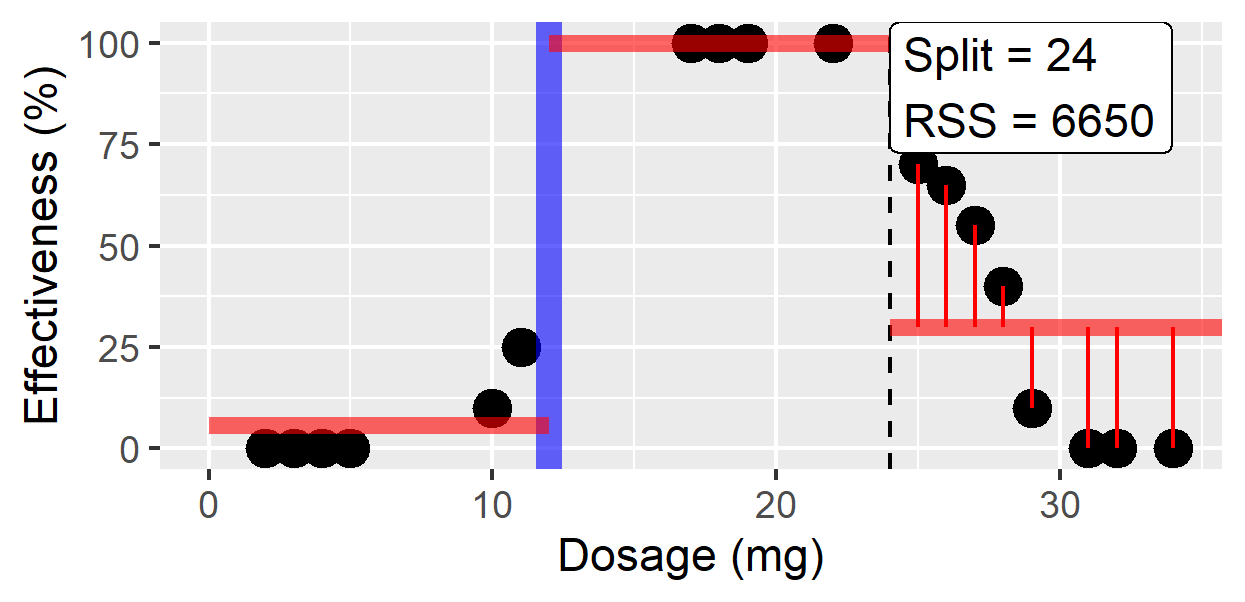 Effectiveness (%)
100
75
50
25
0
Split = 24
RSS = 6650
0 10 20 30
Dosage (mg)